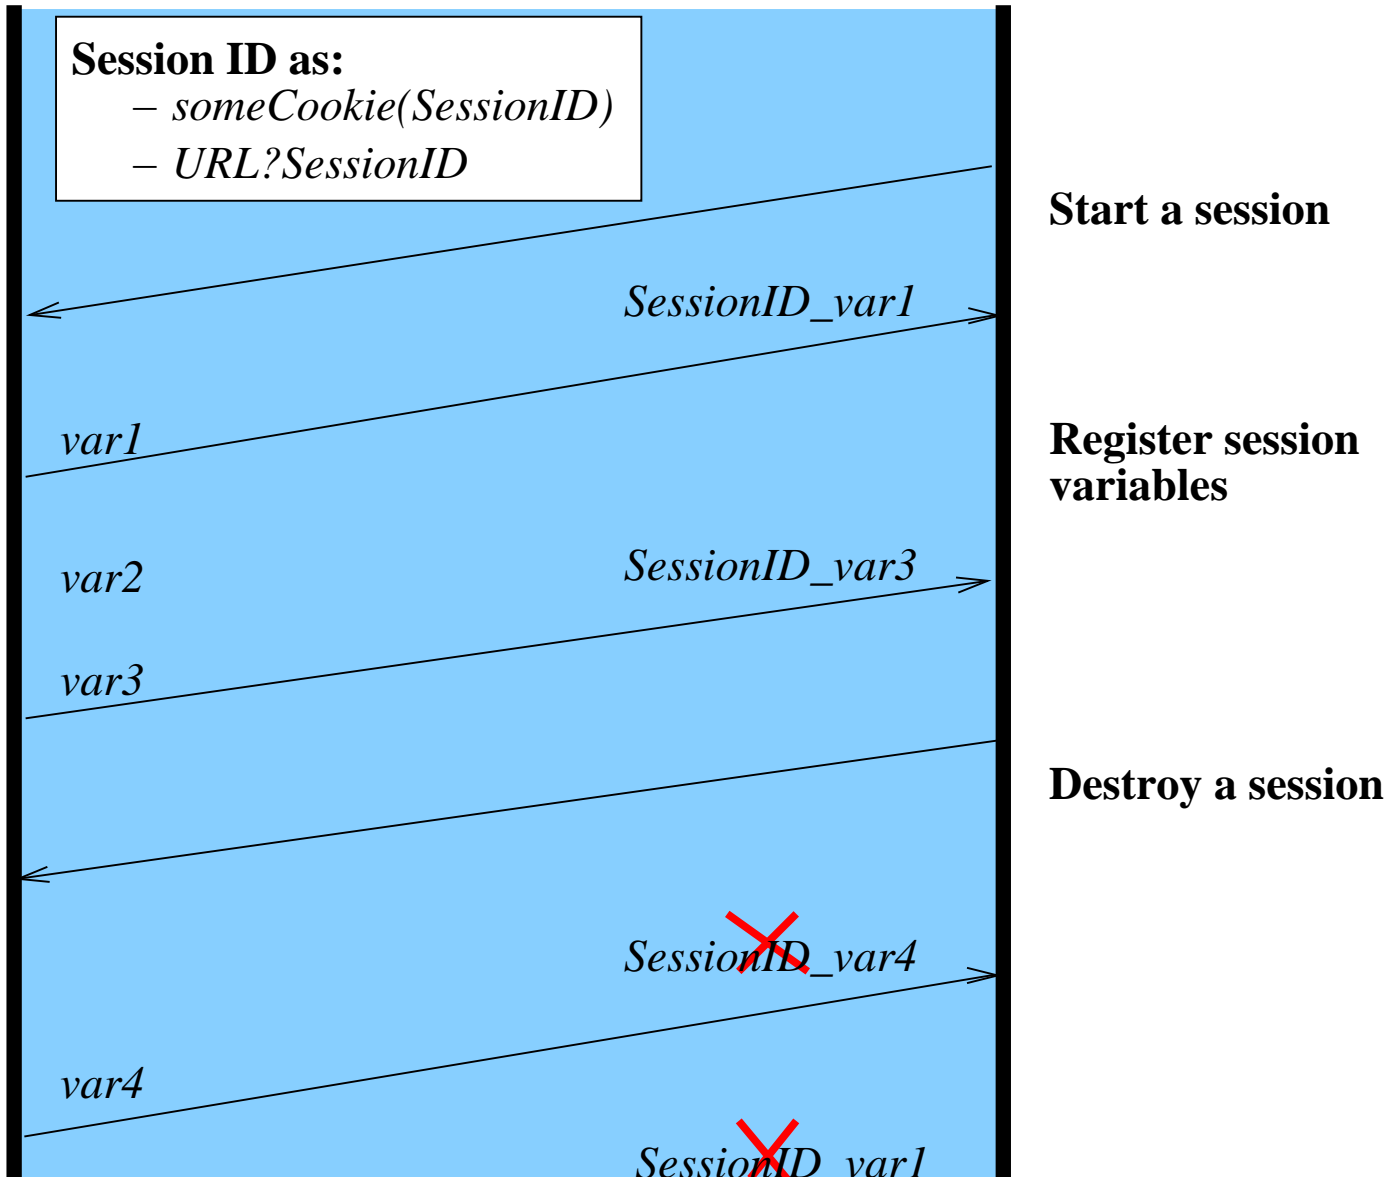 Session ID as:
– someCookie(SessionID)
– URL?SessionID
Start a session
SessionID_var1
var1
Register session
variables
SessionID_var3
var2
var3
Destroy a session
SessionID_var4
var4
SessionID_var1